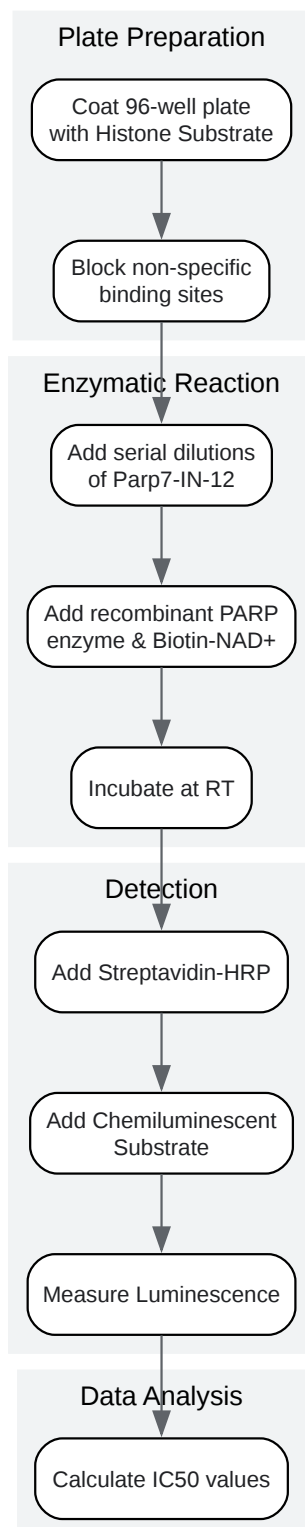 Plate Preparation
Coat 96-well plate
with Histone Substrate
Block non-specific
binding sites
Enzymatic Reaction
Add serial dilutions
of Parp7-IN-12
Add recombinant PARP
enzyme & Biotin-NAD+
Incubate at RT
Detection
Add Streptavidin-HRP
Add Chemiluminescent
Substrate
Measure Luminescence
Data Analysis
Calculate IC50 values